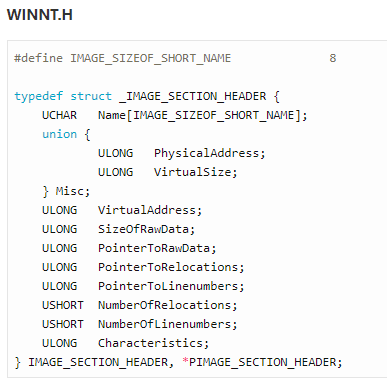 WINNT.H
#define IMAGE_SIZEOF_SHORT_NAME              8
typedef struct _IMAGE_SECTION_HEADER {
    UCHAR   Name[IMAGE_SIZEOF_SHORT_NAME];
    union {
            ULONG   PhysicalAddress;
            ULONG   VirtualSize;
    } Misc;
    ULONG   VirtualAddress;
    ULONG   SizeOfRawData;
    ULONG   PointerToRawData;
    ULONG   PointerToRelocations;
    ULONG   PointerToLinenumbers;
    USHORT  NumberOfRelocations;
    USHORT  NumberOfLinenumbers;
    ULONG   Characteristics;
} IMAGE_SECTION_HEADER, *PIMAGE_SECTION_HEADER;